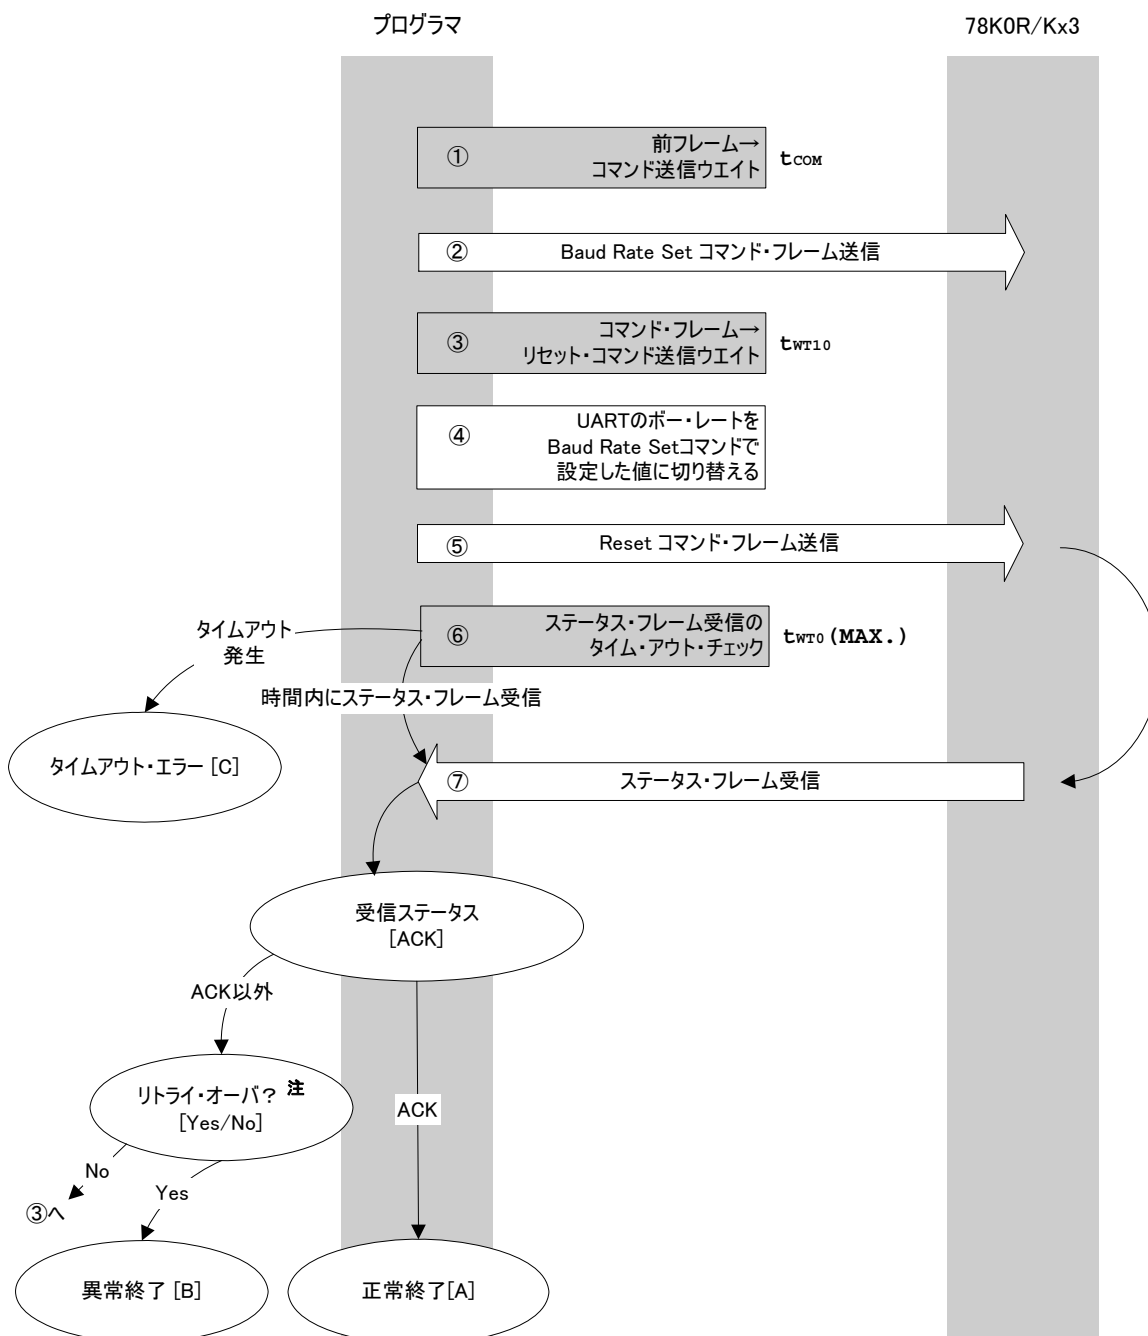 プログラマ
78K0R/Kx3
① 前フレーム→
コマンド送信ウエイト
tCOM
② Baud Rate Set コマンド・フレーム送信
③ コマンド・フレーム→
リセット・コマンド送信ウエイト
tWT10
④ UARTのボー・レートを
Baud Rate Setコマンドで
設定した値に切り替える
⑤ Reset コマンド・フレーム送信
⑥ ステータス・フレーム受信の
タイム・アウト・チェック
tWT0(MAX.)
タイムアウト
発生
時間内にステータス・フレーム受信
タイムアウト・エラー [C]
⑦ ステータス・フレーム受信
受信ステータス
[ACK]
ACK以外
リトライ・オーバ? 注
[Yes/No]
ACK
No
Yes
③へ
異常終了 [B]
正常終了[A]